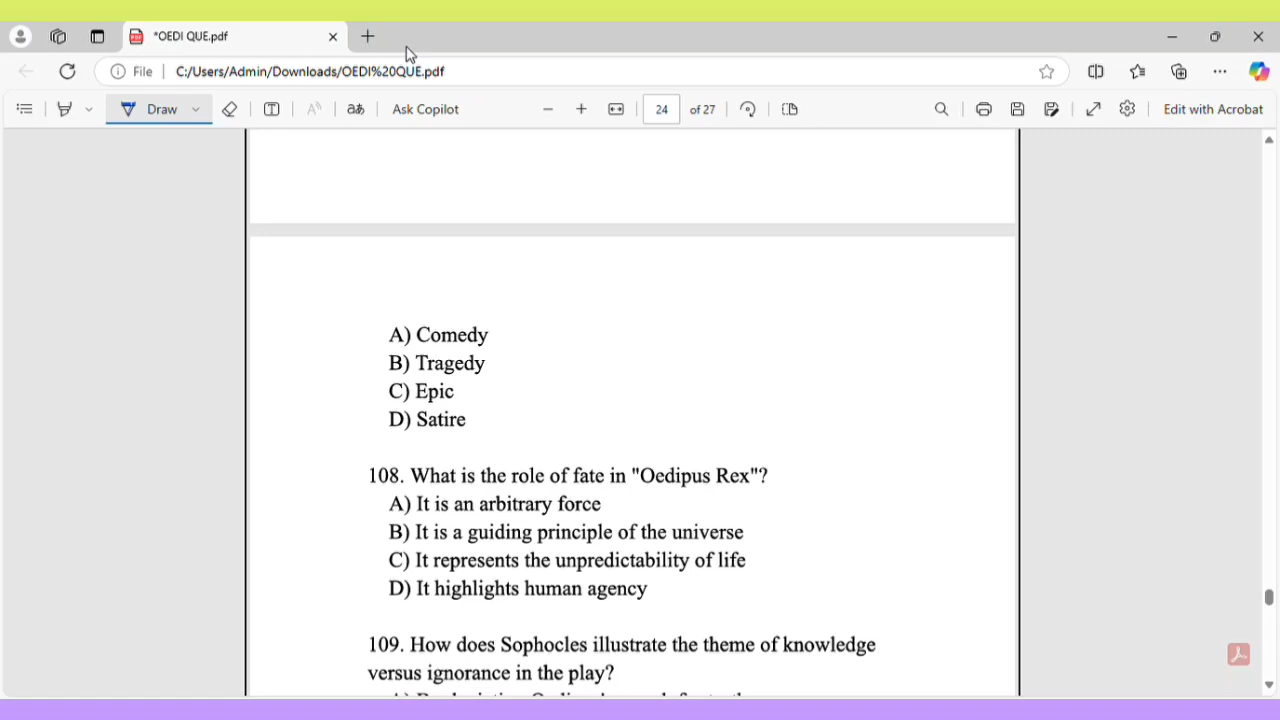 *OEDI QUE.pdf
File
C:/Users/Admin/Downloads/OEDI%20QUE.pdf
Draw
aあ
Ask Copilot
24 of 27
Edit with Acrobat
A) Comedy
B) Tragedy
C) Epic
D) Satire
108. What is the role of fate in "Oedipus Rex"?
A) It is an arbitrary force
B) It is a guiding principle of the universe
C) It represents the unpredictability of life
D) It highlights human agency
109. How does Sophocles illustrate the theme of knowledge
versus ignorance in the play?